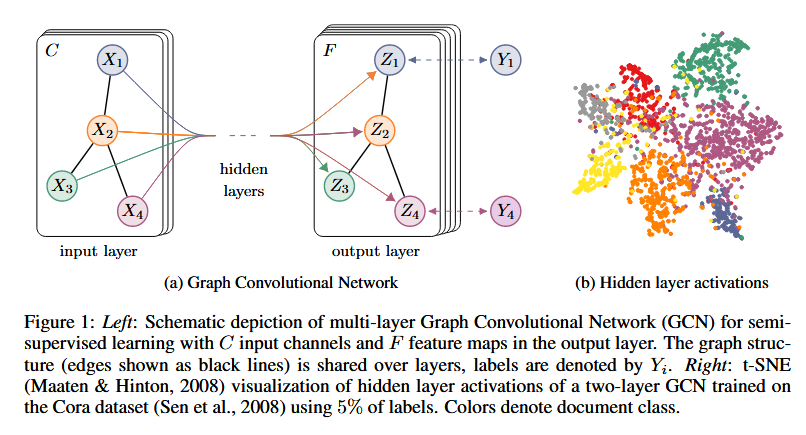 C
X1
X2
X3
X4
input layer
hidden
layers
F
Z1
Z2
Z3
Z4
output layer
Y1
Y4
(a) Graph Convolutional Network
(b) Hidden layer activations
Figure 1: Left: Schematic depiction of multi-layer Graph Convolutional Network (GCN) for semi-
supervised learning with C input channels and F feature maps in the output layer. The graph struc-
ture (edges shown as black lines) is shared over layers, labels are denoted by Yi. Right: t-SNE
(Maaten & Hinton, 2008) visualization of hidden layer activations of a two-layer GCN trained on
the Cora dataset (Sen et al., 2008) using 5% of labels. Colors denote document class.